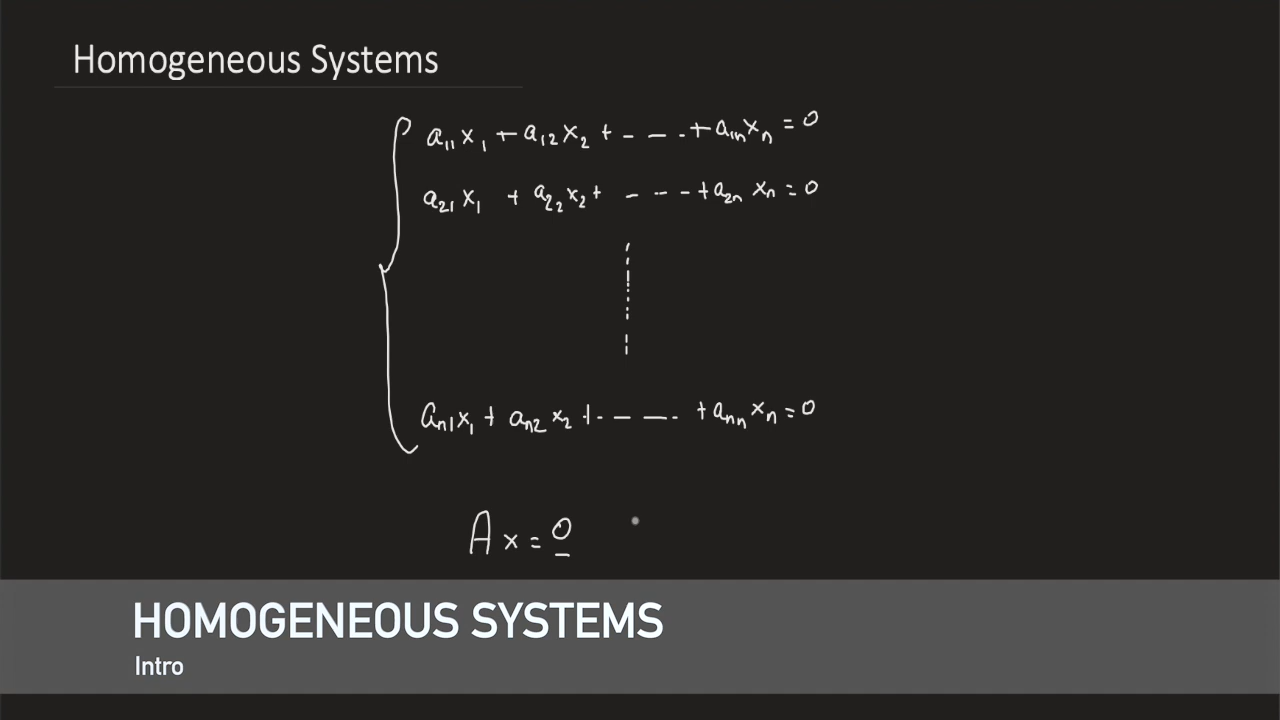 Homogeneous Systems
a₁₁x₁ + a₁₂x₂ + - - - . + a₁ₙxₙ = 0
a₂₁x₁ + a₂₂x₂ + - - - - + a₂ₙxₙ = 0
aₙ₁x₁ + aₙ₂x₂ + - - - - + aₙₙxₙ = 0
Ax = 0
HOMOGENEOUS SYSTEMS
Intro